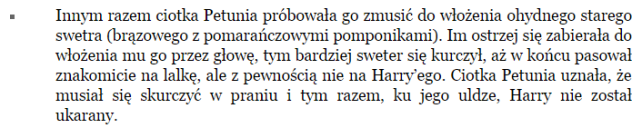 Innym razem ciotka Petunia próbowała go zmusić do włożenia ohydnego starego
swetra (brązowego z pomarańczowymi pomponikami). Im ostrzej się zabierała do
włożenia mu go przez głowę, tym bardziej sweter się kurczył, aż w końcu pasował
znakomicie na lalkę, ale z pewnością nie na Harry'ego. Ciotka Petunia uznała, że
musiał się skurczyć w praniu i tym razem, ku jego uldze, Harry nie został
ukarany.